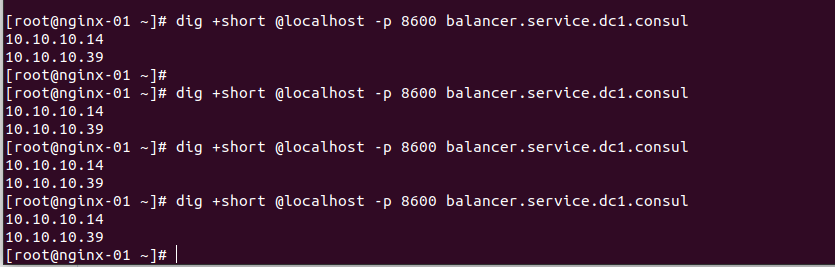 [root@nginx-01 ~]# dig +short @localhost -p 8600 balancer.service.dc1.consul
10.10.10.14
10.10.10.39
[root@nginx-01 ~]#
[root@nginx-01 ~]# dig +short @localhost -p 8600 balancer.service.dc1.consul
10.10.10.14
10.10.10.39
[root@nginx-01 ~]# dig +short @localhost -p 8600 balancer.service.dc1.consul
10.10.10.14
10.10.10.39
[root@nginx-01 ~]# dig +short @localhost -p 8600 balancer.service.dc1.consul
10.10.10.14
10.10.10.39
[root@nginx-01 ~]#